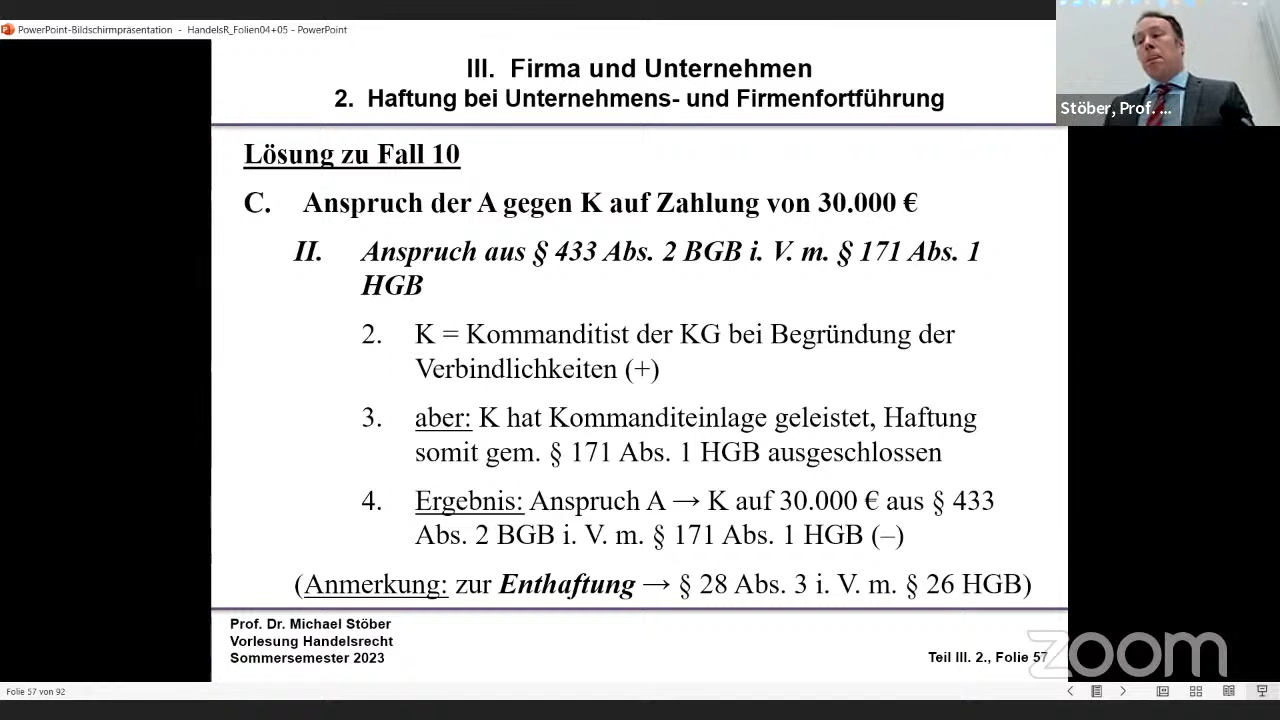 PowerPoint-Bildschirmpräsentation - HandelsR_Folien04+05 - PowerPoint
Stöber, Prof. ...
III. Firma und Unternehmen
2. Haftung bei Unternehmens- und Firmenfortführung
Lösung zu Fall 10
C. Anspruch der A gegen K auf Zahlung von 30.000 €
II. Anspruch aus § 433 Abs. 2 BGB i. V. m. § 171 Abs. 1
HGB
2. K = Kommanditist der KG bei Begründung der
Verbindlichkeiten (+)
3. aber: K hat Kommanditeinlage geleistet, Haftung
somit gem. § 171 Abs. 1 HGB ausgeschlossen
4. Ergebnis: Anspruch A → K auf 30.000 € aus § 433
Abs. 2 BGB i. V. m. § 171 Abs. 1 HGB (–)
(Anmerkung: zur Enthaftung → § 28 Abs. 3 i. V. m. § 26 HGB)
Prof. Dr. Michael Stöber
Vorlesung Handelsrecht
Sommersemester 2023
Teil III. 2., Folie 57
zoom
Folie 57 von 92